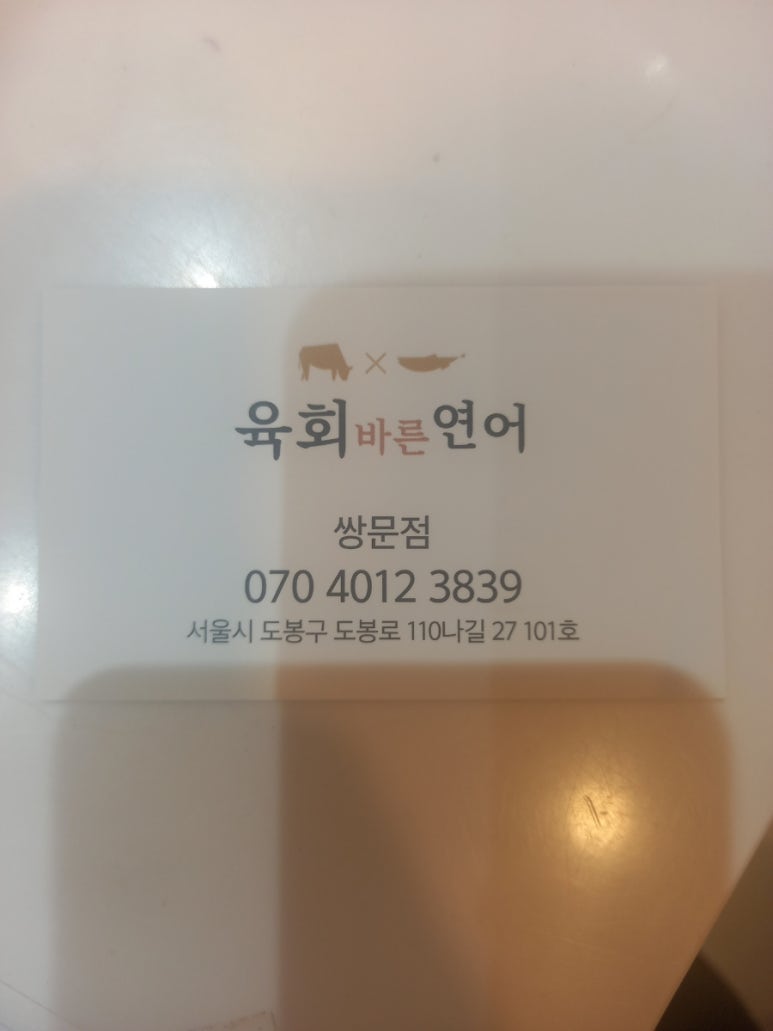 육회바른연어
쌍문점
070 4012 3839
서울시 도봉구 도봉로 110나길 27 101호